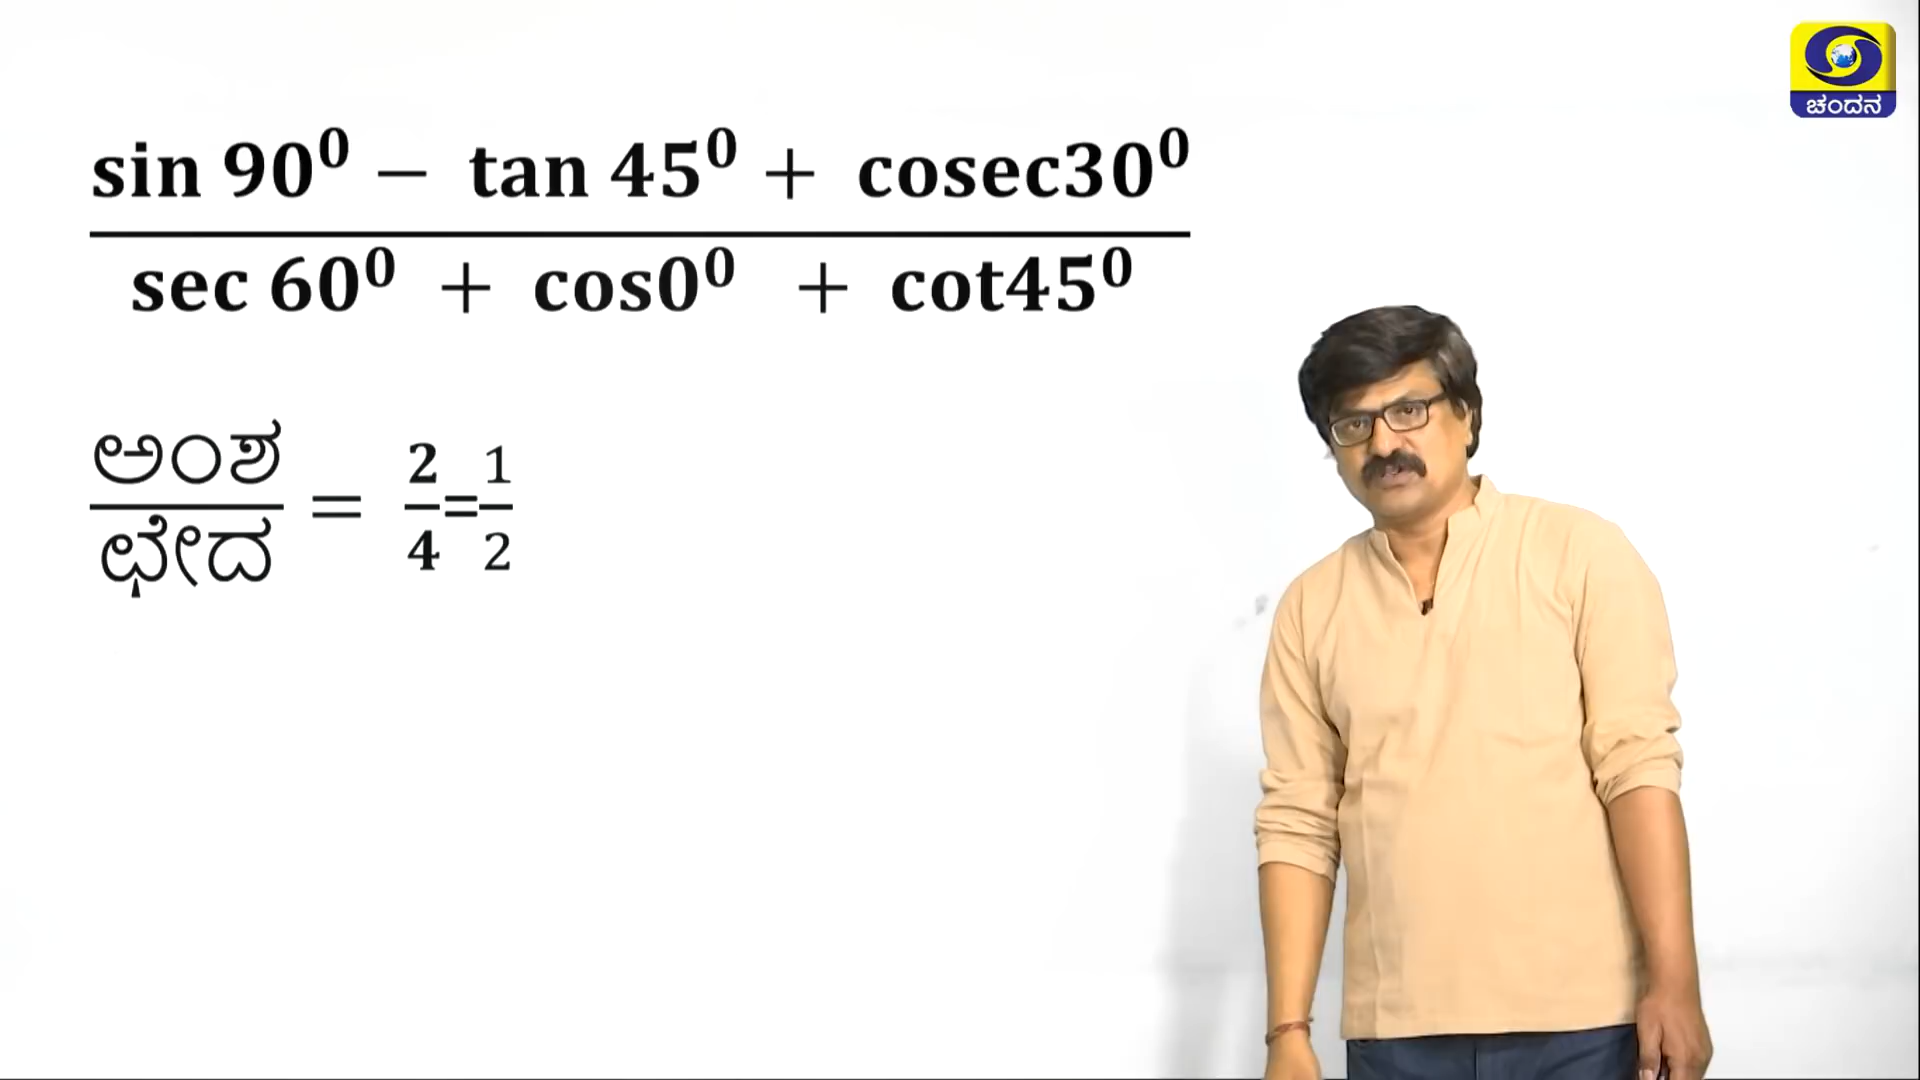 ಚಂದನ
sin 90⁰ − tan 45⁰ + cosec30⁰
sec 60⁰ + cos0⁰ + cot45⁰
ಅಂಶ
ಛೇದ
= 2/4 = 1/2